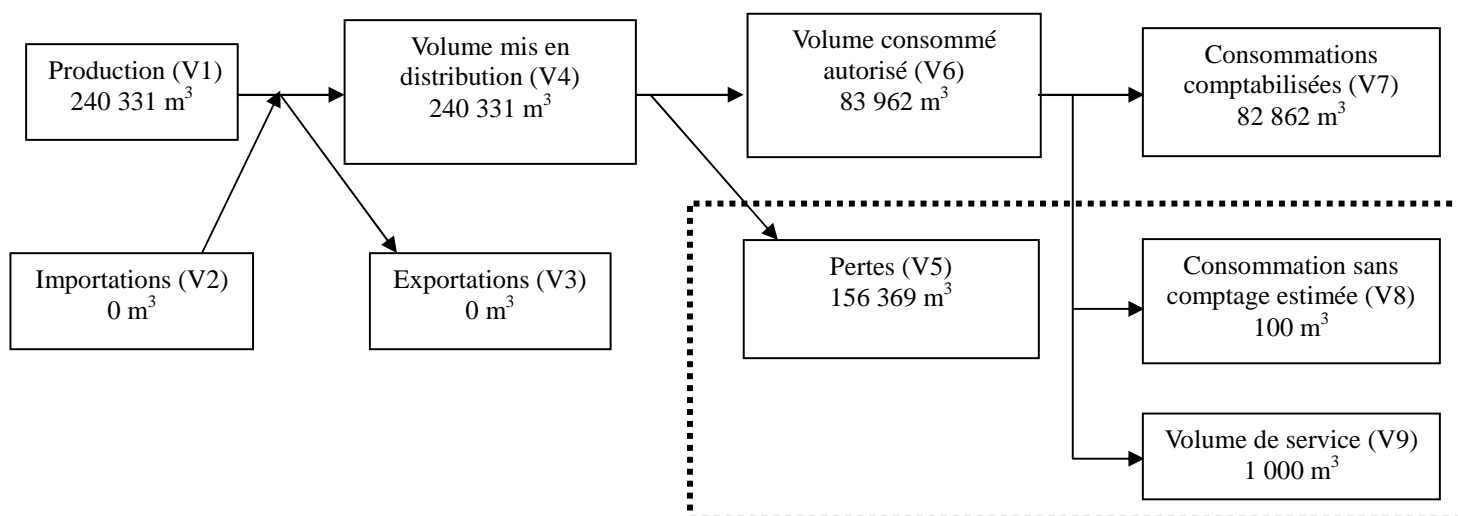 Production (V1)
240 331 m³
Volume mis en
distribution (V4)
240 331 m³
Volume consommé
autorisé (V6)
83 962 m³
Consommations
comptabilisées (V7)
82 862 m³
Importations (V2)
0 m³
Exportations (V3)
0 m³
Pertes (V5)
156 369 m³
Consommation sans
comptage estimée (V8)
100 m³
Volume de service (V9)
1 000 m³